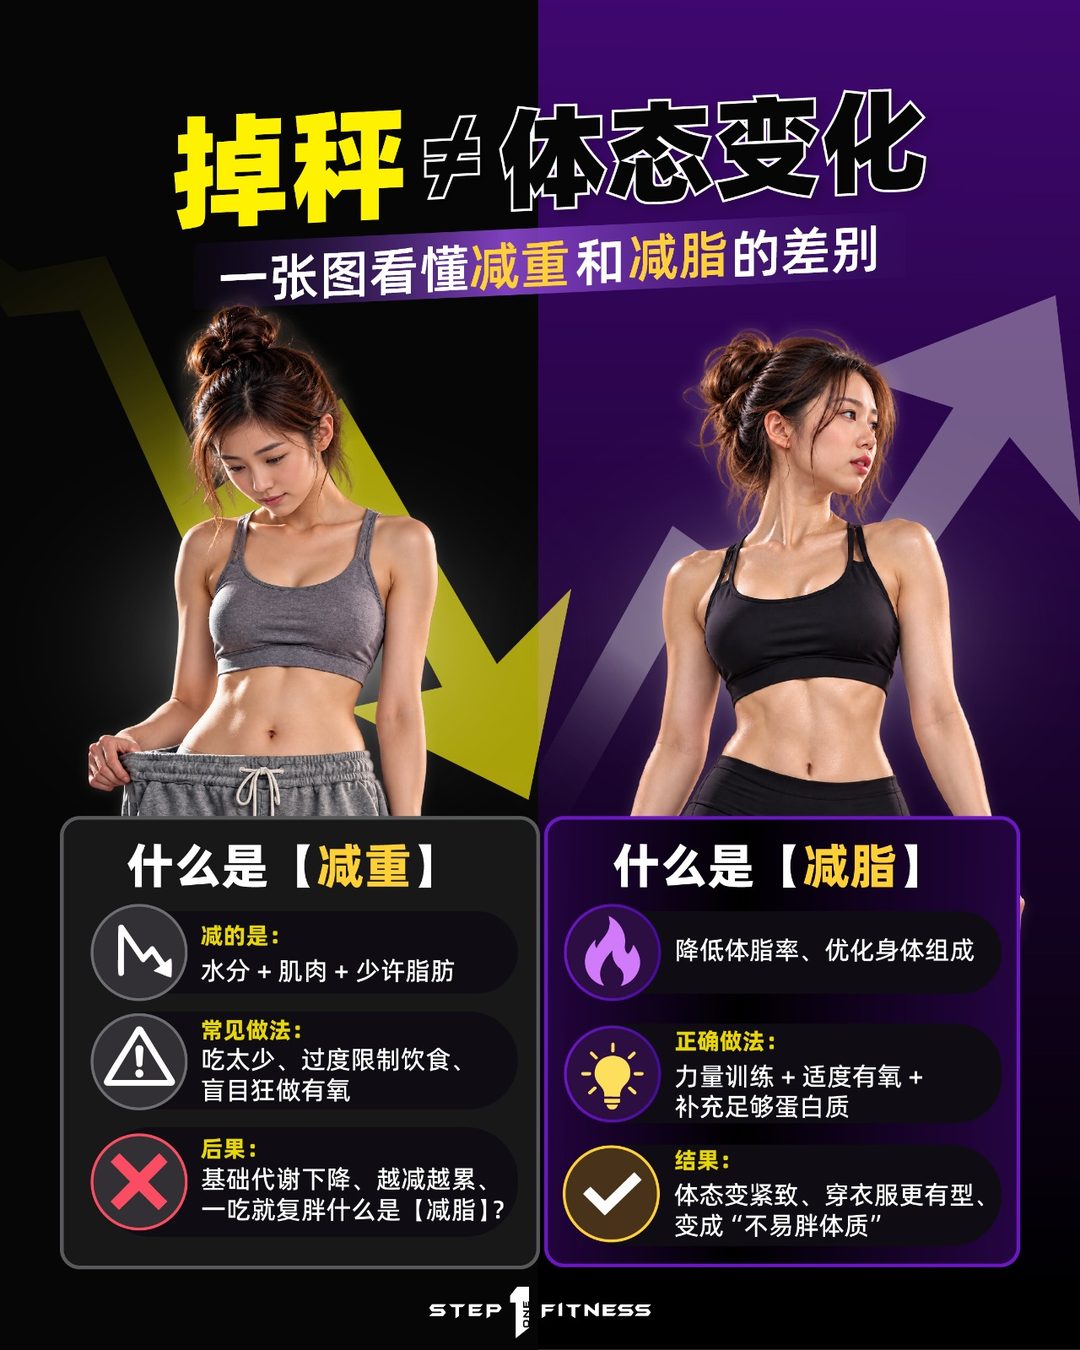 掉秤≠体态变化
一张图看懂减重和减脂的差别
什么是【减重】
减的是：
水分 + 肌肉 + 少许脂肪
常见做法：
吃太少、过度限制饮食、
盲目狂做有氧
后果：
基础代谢下降、越减越累、
一吃就复胖什么是【减脂】?
什么是【减脂】
降低体脂率、优化身体组成
正确做法：
力量训练 + 适度有氧 +
补充足够蛋白质
结果：
体态变紧致、穿衣服更有型、
变成“不易胖体质”
STEP 1 ONE FITNESS